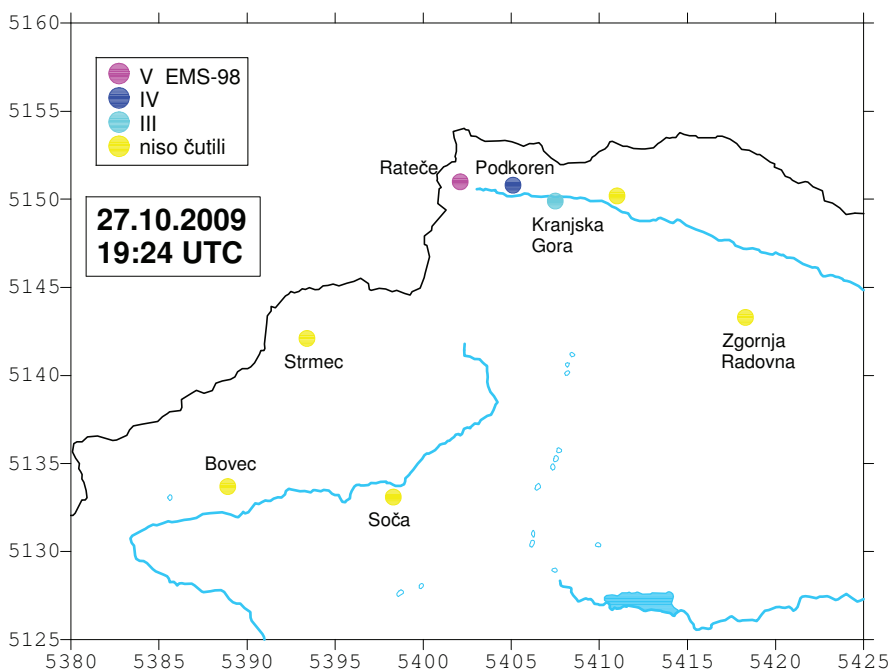 5160
5155
5150
5145
5140
5135
5130
5125
V EMS-98
IV
III
niso čutili
27.10.2009
19:24 UTC
Rateče
Podkoren
Kranjska
Gora
Strmec
Zgornja
Radovna
Bovec
Soča
5380
5385
5390
5395
5400
5405
5410
5415
5420
5425